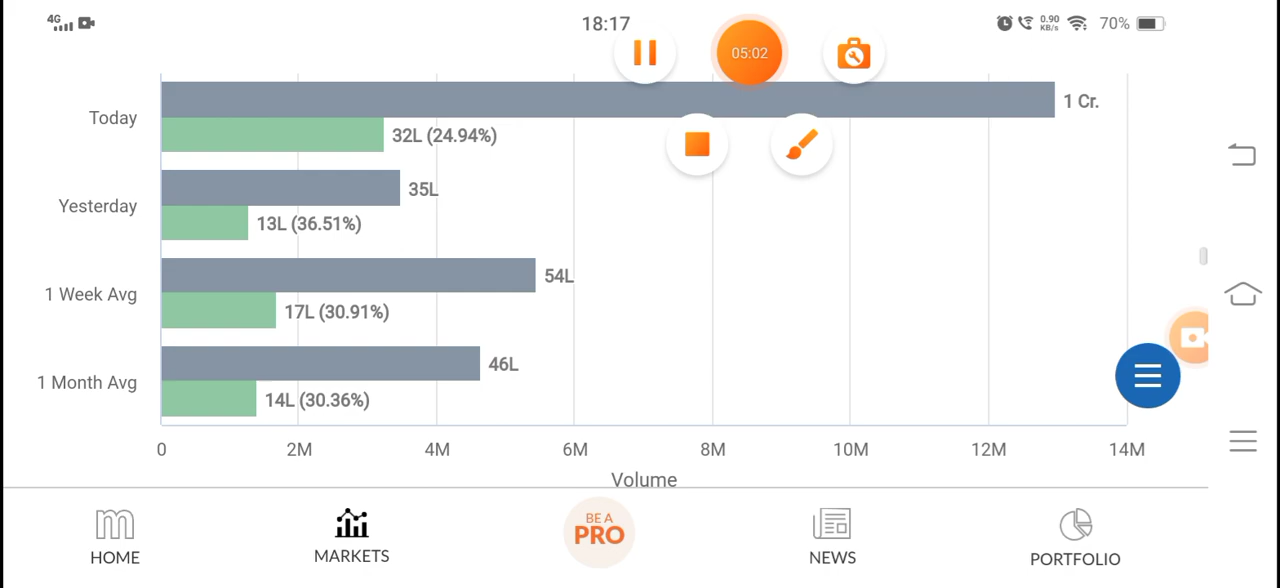 4G 18:17 0.90 KB/s 70%
05:02
Today
1 Cr.
32L (24.94%)
Yesterday
35L
13L (36.51%)
1 Week Avg
54L
17L (30.91%)
1 Month Avg
46L
14L (30.36%)
0 2M 4M 6M 8M 10M 12M 14M
Volume
BE A
PRO
m
HOME MARKETS NEWS PORTFOLIO